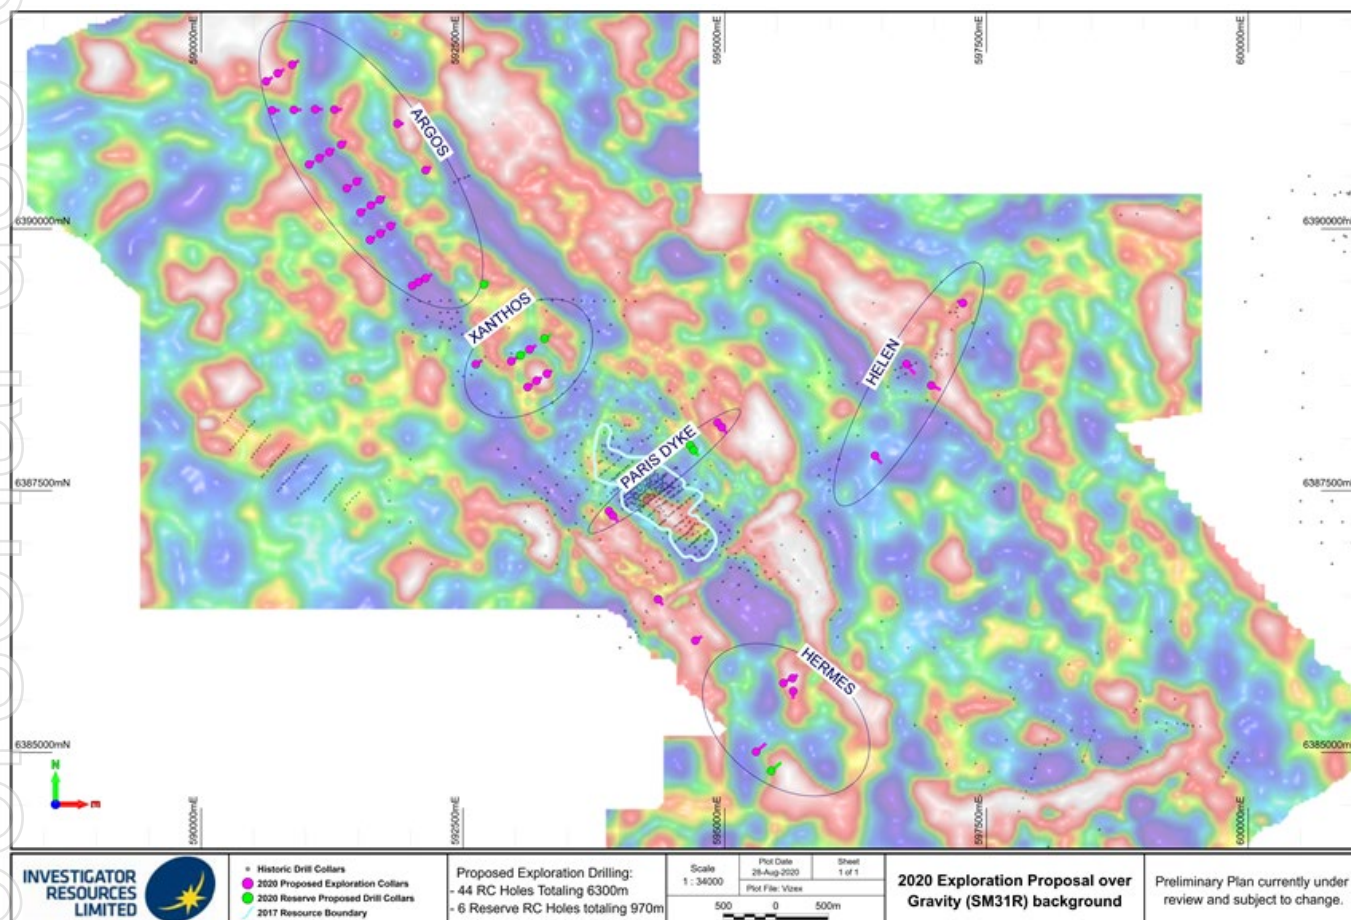 590000mE
592500mE
595000mE
597500mE
600000mE
ARGOS
6390000mN
6390000mN
XANTHOS
HELEN
PARIS DYKE
6387500mN
6387500mN
HERMES
6385000mN
6385000mN
N
E
590000mE
592500mE
595000mE
597500mE
600000mE
INVESTIGATOR
RESOURCES
LIMITED
Historic Drill Collars
2020 Proposed Exploration Collars
2020 Reserve Proposed Drill Collars
2017 Resource Boundary
Proposed Exploration Drilling:
- 44 RC Holes Totaling 6300m
- 6 Reserve RC Holes totaling 970m
Scale
1 : 34000
Plot Date
28-Aug-2020
Sheet
1 of 1
Plot File: Vizex
500 0 500m
2020 Exploration Proposal over
Gravity (SM31R) background
Preliminary Plan currently under
review and subject to change.